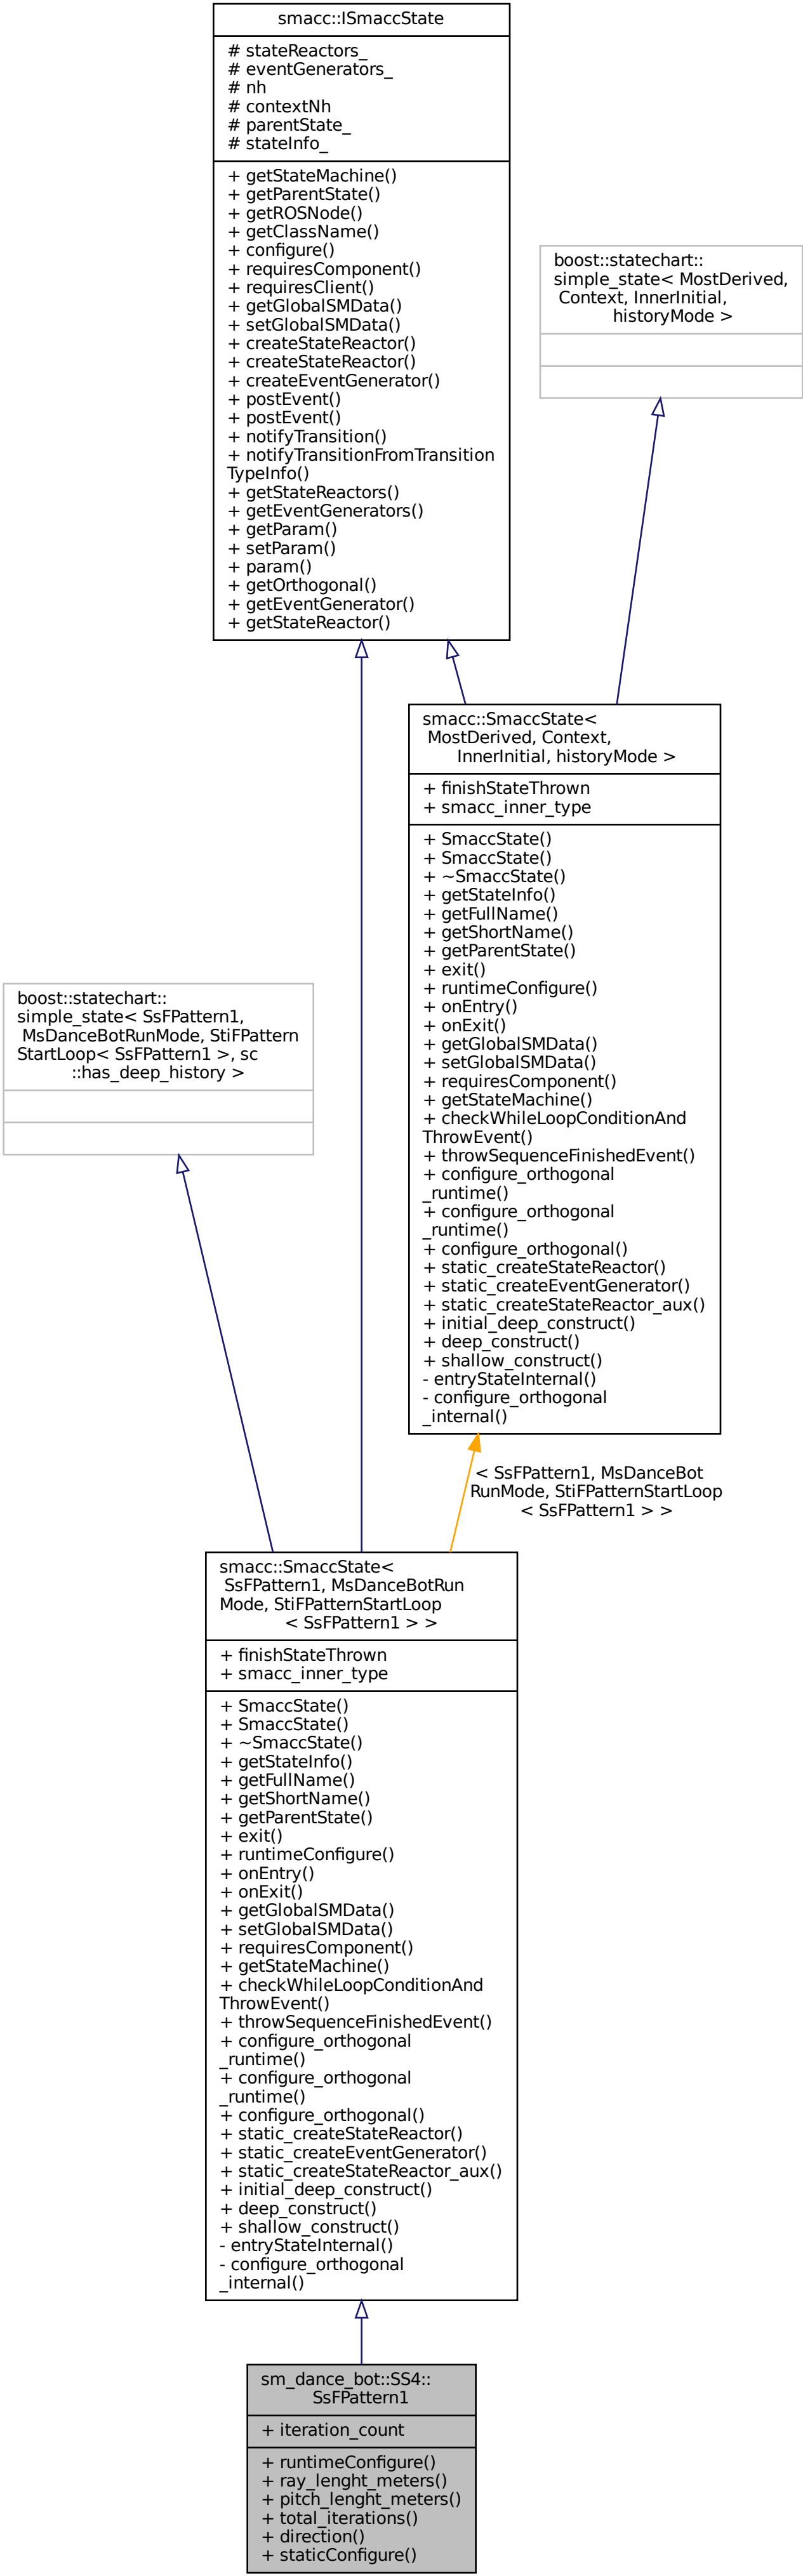 smacc::ISmaccState
# stateReactors_
# eventGenerators_
# nh
# contextNh
# parentState_
# stateInfo_
+ getStateMachine()
+ getParentState()
+ getROSNode()
+ getClassName()
+ configure()
+ requiresComponent()
+ requiresClient()
+ getGlobalSMData()
+ setGlobalSMData()
+ createStateReactor()
+ createStateReactor()
+ createEventGenerator()
+ postEvent()
+ postEvent()
+ notifyTransition()
+ notifyTransitionFromTransition
TypeInfo()
+ getStateReactors()
+ getEventGenerators()
+ getParam()
+ setParam()
+ param()
+ getOrthogonal()
+ getEventGenerator()
+ getStateReactor()
boost::statechart::
simple_state< MostDerived,
Context, InnerInitial,
historyMode >
smacc::SmaccState<
MostDerived, Context,
InnerInitial, historyMode >
+ finishStateThrown
+ smacc_inner_type
+ SmaccState()
+ SmaccState()
+ ~SmaccState()
+ getStateInfo()
+ getFullName()
+ getShortName()
+ getParentState()
+ exit()
+ runtimeConfigure()
+ onEntry()
+ onExit()
+ getGlobalSMData()
+ setGlobalSMData()
+ requiresComponent()
+ getStateMachine()
+ checkWhileLoopConditionAnd
ThrowEvent()
+ throwSequenceFinishedEvent()
+ configure_orthogonal
_runtime()
+ configure_orthogonal
_runtime()
+ configure_orthogonal()
+ static_createStateReactor()
+ static_createEventGenerator()
+ static_createStateReactor_aux()
+ initial_deep_construct()
+ deep_construct()
+ shallow_construct()
- entryStateInternal()
- configure_orthogonal
_internal()
boost::statechart::
simple_state< SsFPattern1,
MsDanceBotRunMode, StiFPattern
StartLoop< SsFPattern1 >, sc
::has_deep_history >
< SsFPattern1, MsDanceBot
RunMode, StiFPatternStartLoop
< SsFPattern1 > >
smacc::SmaccState<
SsFPattern1, MsDanceBotRun
Mode, StiFPatternStartLoop
< SsFPattern1 > >
+ finishStateThrown
+ smacc_inner_type
+ SmaccState()
+ SmaccState()
+ ~SmaccState()
+ getStateInfo()
+ getFullName()
+ getShortName()
+ getParentState()
+ exit()
+ runtimeConfigure()
+ onEntry()
+ onExit()
+ getGlobalSMData()
+ setGlobalSMData()
+ requiresComponent()
+ getStateMachine()
+ checkWhileLoopConditionAnd
ThrowEvent()
+ throwSequenceFinishedEvent()
+ configure_orthogonal
_runtime()
+ configure_orthogonal
_runtime()
+ configure_orthogonal()
+ static_createStateReactor()
+ static_createEventGenerator()
+ static_createStateReactor_aux()
+ initial_deep_construct()
+ deep_construct()
+ shallow_construct()
- entryStateInternal()
- configure_orthogonal
_internal()
sm_dance_bot::SS4::
SsFPattern1
+ iteration_count
+ runtimeConfigure()
+ ray_lenght_meters()
+ pitch_lenght_meters()
+ total_iterations()
+ direction()
+ staticConfigure()